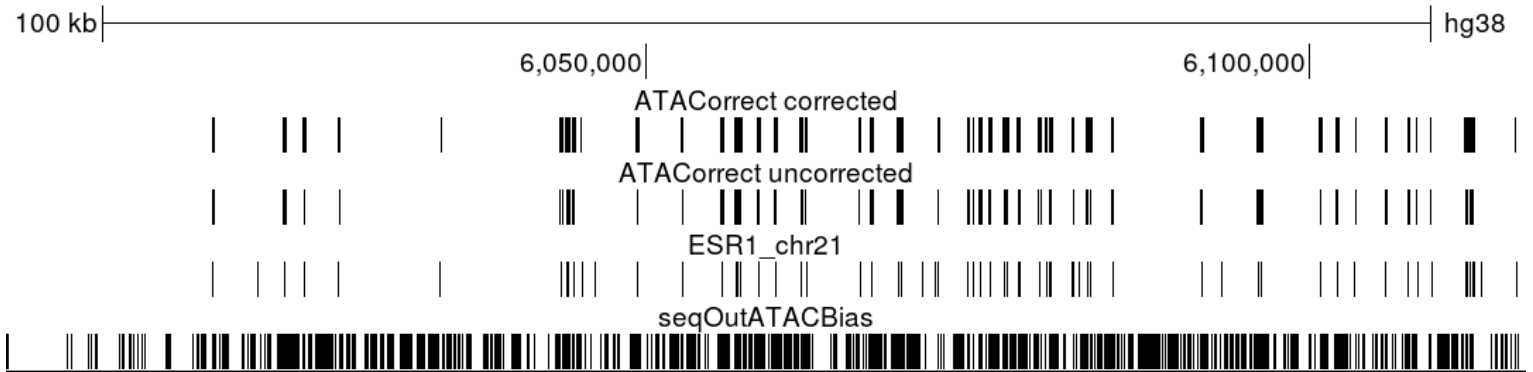 100 kb hg38
6,050,000 6,100,000
ATACorrect corrected
ATACorrect uncorrected
ESR1_chr21
seqOutATACBias